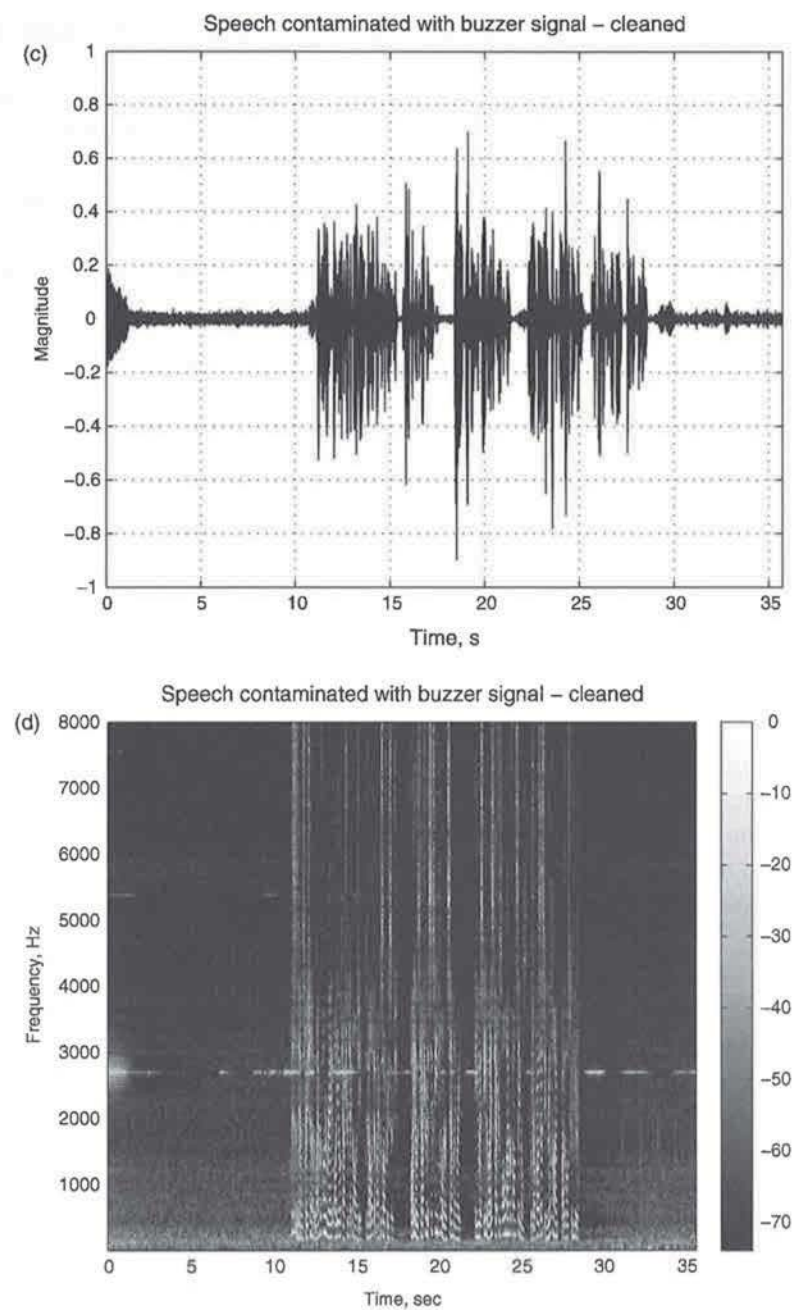 Speech contaminated with buzzer signal – cleaned
(c)
1
0.8
0.6
0.4
0.2
0
−0.2
−0.4
−0.6
−0.8
−1
Magnitude
0 5 10 15 20 25 30 35
Time, s
Speech contaminated with buzzer signal – cleaned
(d)
8000
7000
6000
5000
4000
3000
2000
1000
Frequency, Hz
0
−10
−20
−30
−40
−50
−60
−70
0 5 10 15 20 25 30 35
Time, sec